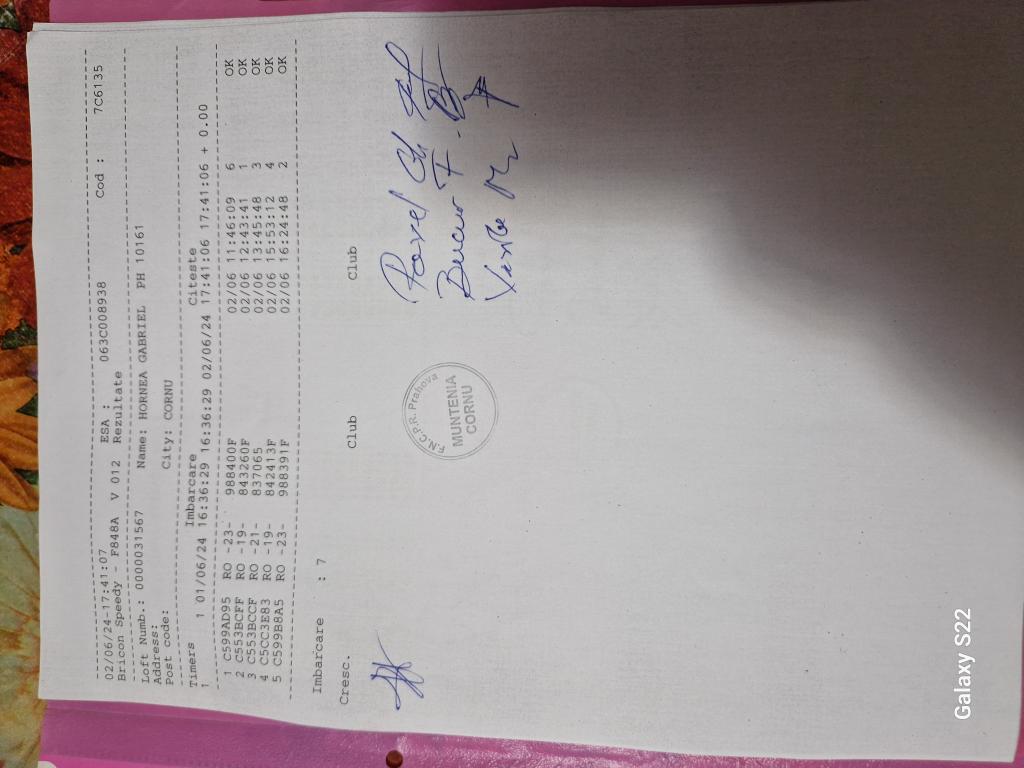 02/06/24-17:41:07 ESA : 063C008938 Cod : 7C6135
Bricon Speedy - F848A V 012 Rezultate
Loft Numb.: 0000031567 Name: HORNEA GABRIEL PH 10161
Address:
Post code: City: CORNU
Timers Imbarcare Citeste
1 1 01/06/24 16:36:29 16:36:29 02/06/24 17:41:06 17:41:06 + 0.00
1 C599AD95 RO -23- 988400F 02/06 11:46:09 6 OK
2 C553BCFF RO -19- 843260F 02/06 12:43:41 1 OK
3 C553BCCF RO -21- 837065 02/06 13:45:48 3 OK
4 C5CC3E83 RO -19- 842413F 02/06 15:53:12 4 OK
5 C599B8A5 RO -23- 988391F 02/06 16:24:48 2 OK
Imbarcare : 7
Cresc. Club Club
F.N.C.P.R. Prahova
MUNTENIA
CORNU
Galaxy S22